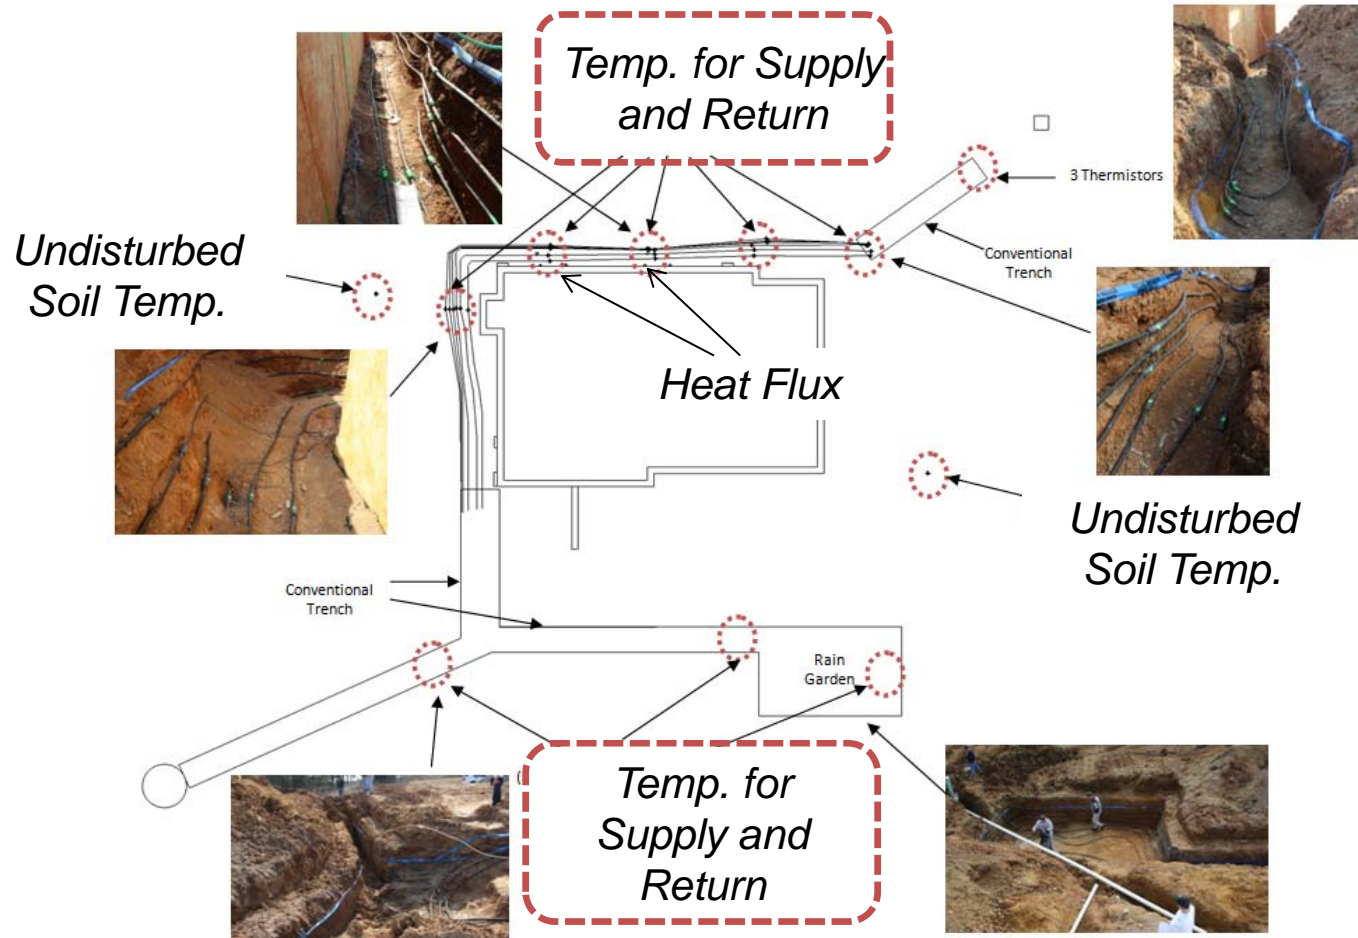 Temp. for Supply
and Return
3 Thermistors
Undisturbed
Soil Temp.
Conventional
Trench
Heat Flux
Undisturbed
Soil Temp.
Conventional
Trench
Rain
Garden
Temp. for
Supply and
Return